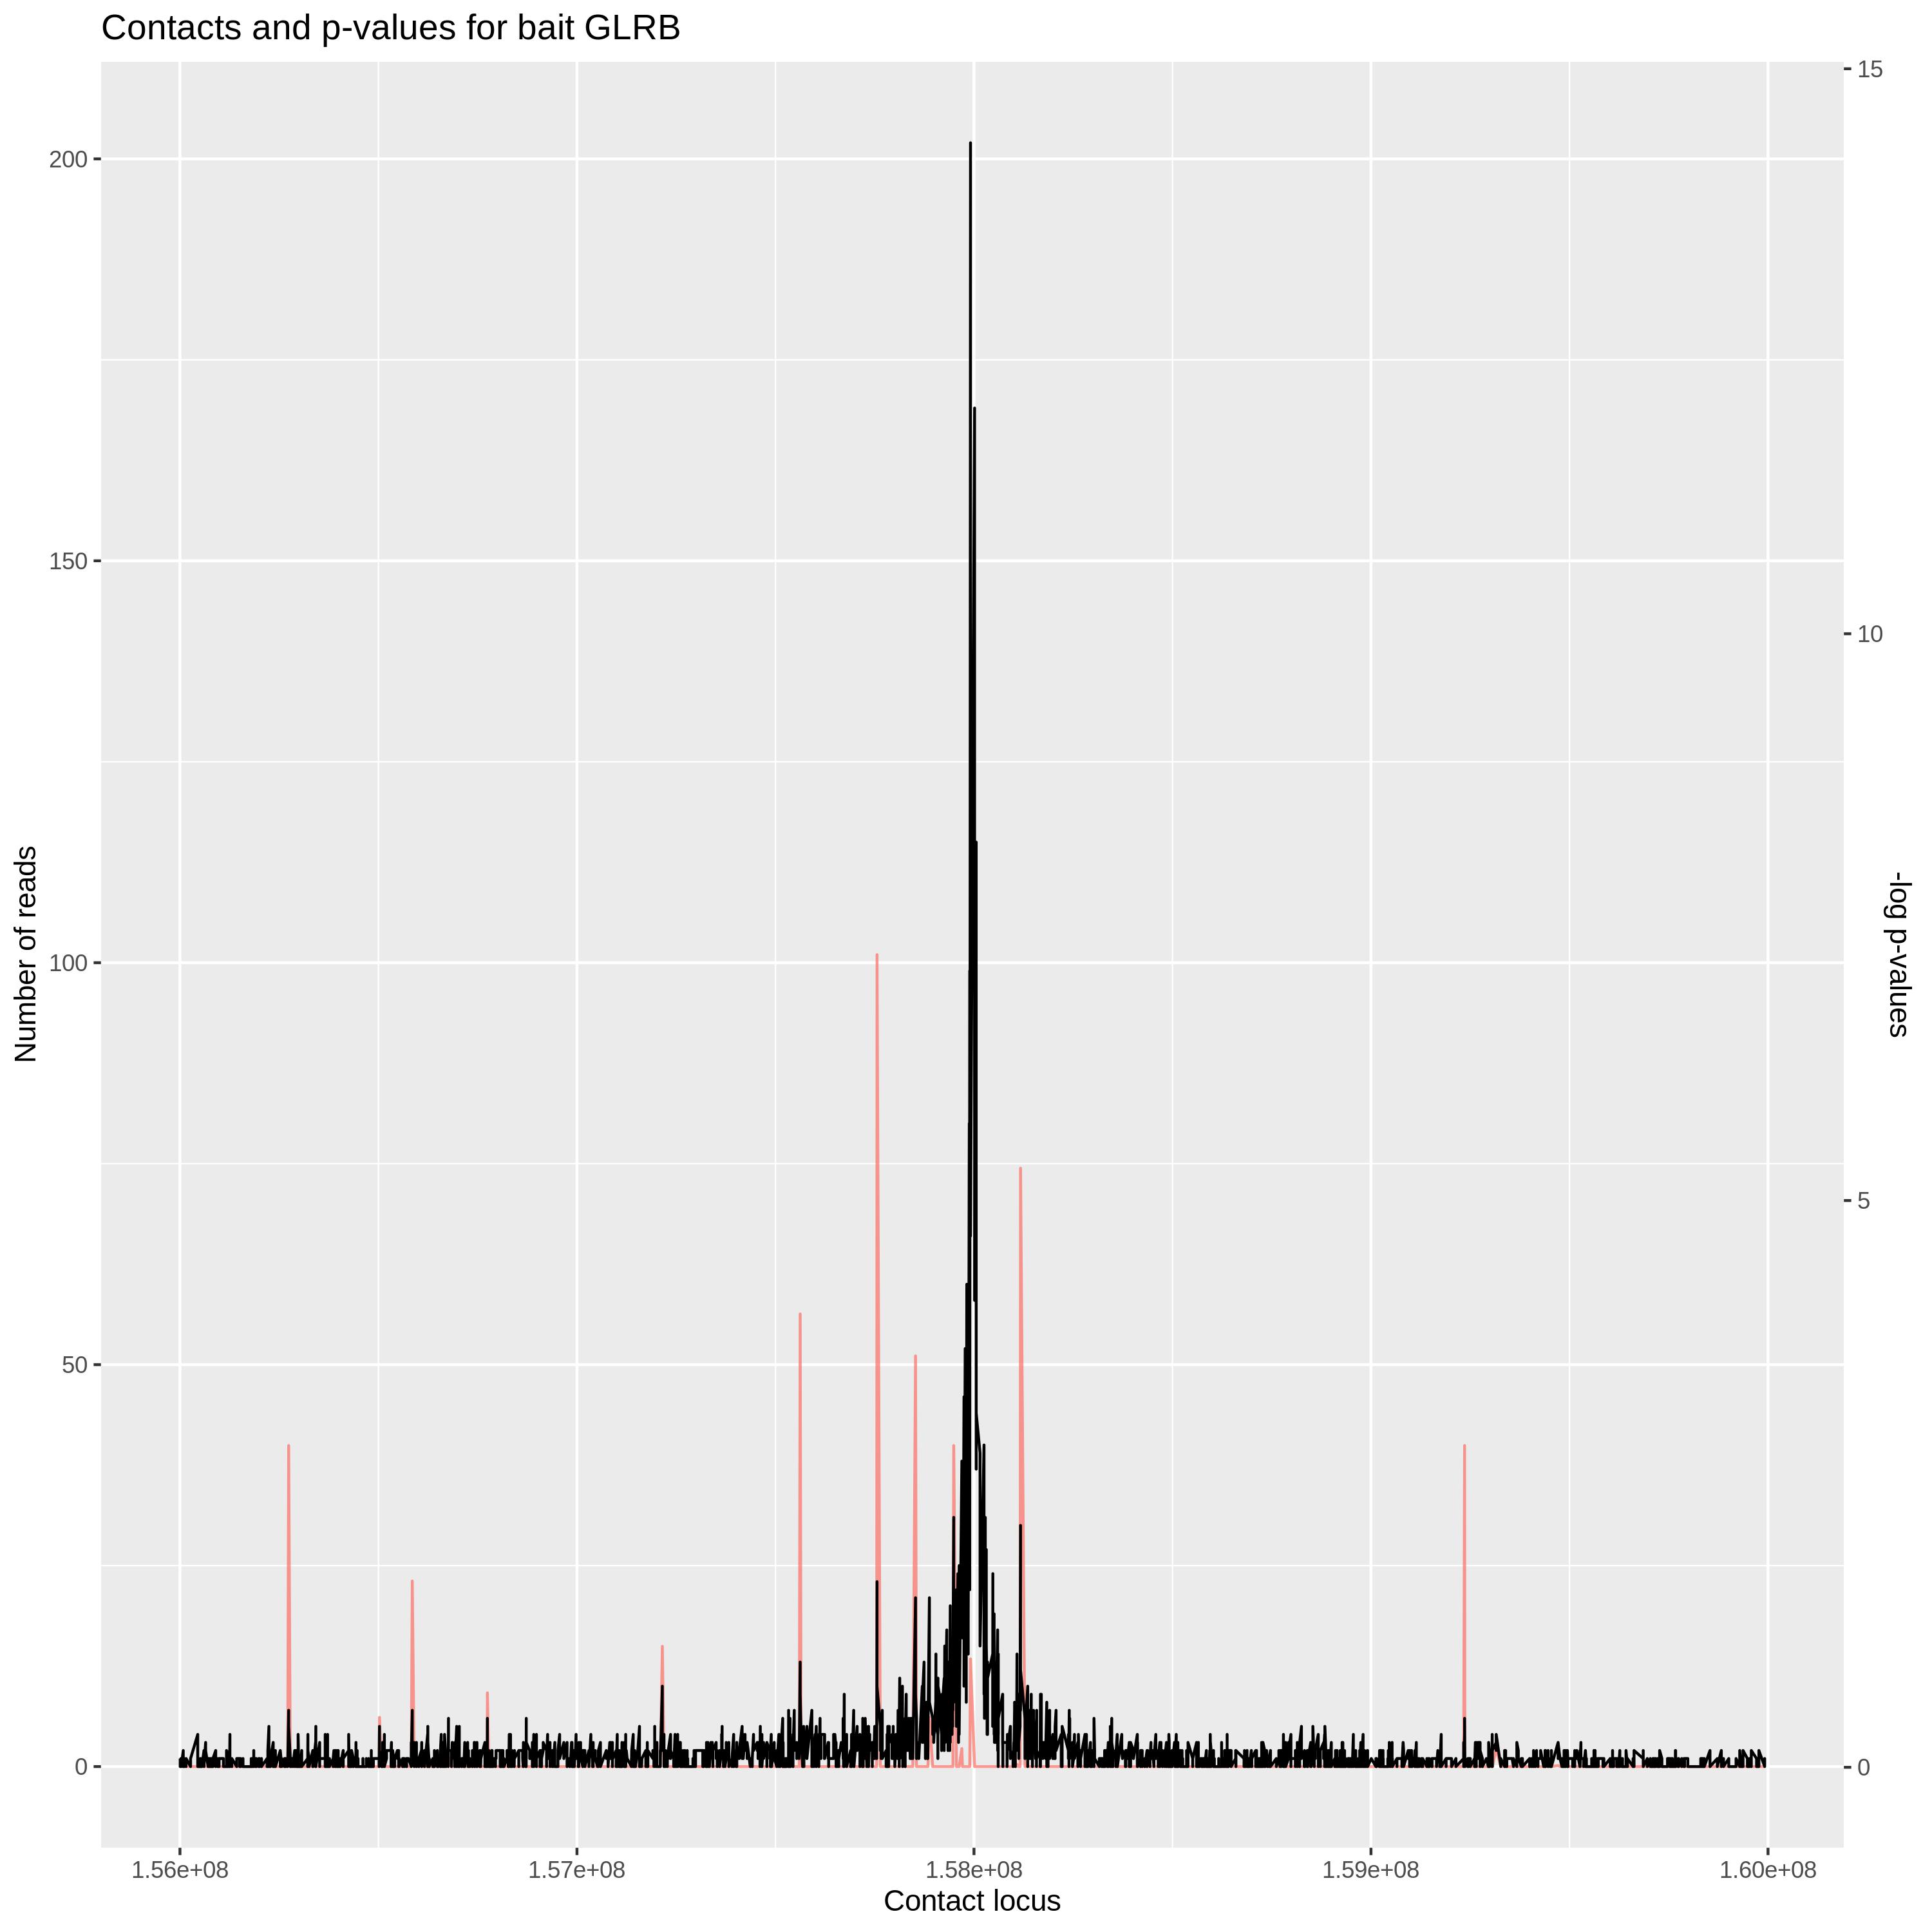 Contacts and p-values for bait GLRB
200
150
100
50
0
Number of reads
15
10
5
0
-log p-values
1.56e+08
1.57e+08
1.58e+08
1.59e+08
1.60e+08
Contact locus